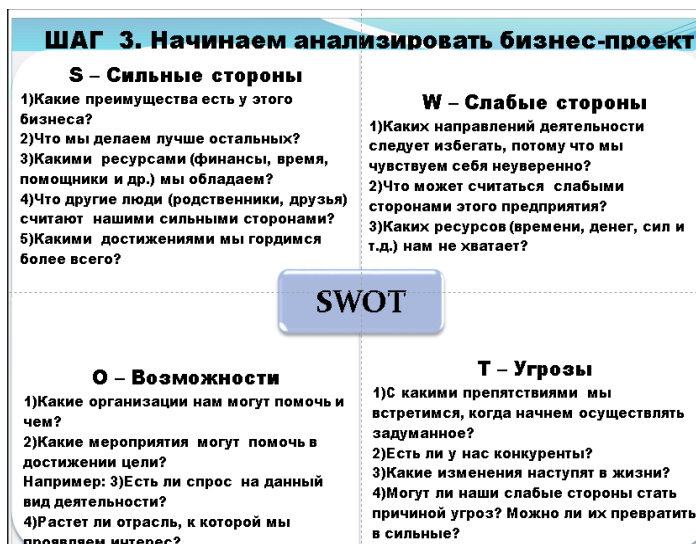 ШАГ 3. Начинаем анализировать бизнес-проект
S – Сильные стороны
1)Какие преимущества есть у этого
бизнеса?
2)Что мы делаем лучше остальных?
3)Какими ресурсами (финансы, время,
помощники и др.) мы обладаем?
4)Что другие люди (родственники, друзья)
считают нашими сильными сторонами?
5)Какими достижениями мы гордимся
более всего?
W – Слабые стороны
1)Каких направлений деятельности
следует избегать, потому что мы
чувствуем себя неуверенно?
2)Что может считаться слабыми
сторонами этого предприятия?
3)Каких ресурсов (времени, денег, сил и
т.д.) нам не хватает?
SWOT
О – Возможности
1)Какие организации нам могут помочь и
чем?
2)Какие мероприятия могут помочь в
достижении цели?
Например: 3)Есть ли спрос на данный
вид деятельности?
4)Растет ли отрасль, к которой мы
проявляем интерес?
Т – Угрозы
1)С какими препятствиями мы
встретимся, когда начнем осуществлять
задуманное?
2)Есть ли у нас конкуренты?
3)Какие изменения наступят в жизни?
4)Могут ли наши слабые стороны стать
причиной угроз? Можно ли их превратить
в сильные?